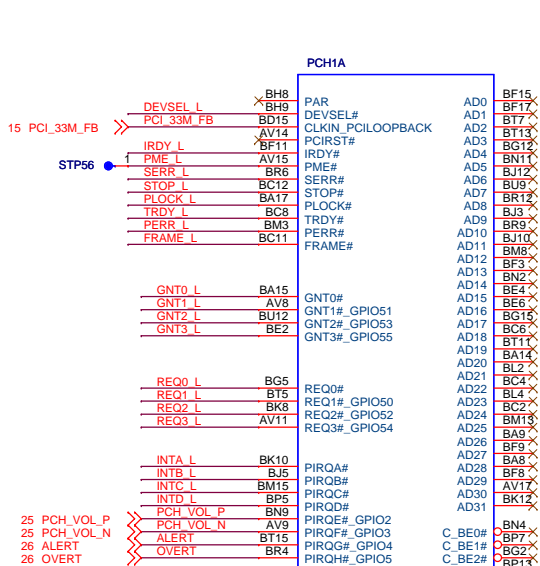 PCH1A
BH8 PAR AD0 BF15
DEVSEL_L BH9 DEVSEL# AD1 BF17
15 PCI_33M_FB PCI_33M_FB BD15 CLKIN_PCILOOPBACK AD2 BT7
AV14 PCIRST# AD3 BT13
IRDY_L BF11 IRDY# AD4 BG12
STP56 1 PME_L AV15 PME# AD5 BN11
SERR_L BR6 SERR# AD6 BJ12
STOP_L BC12 STOP# AD7 BU9
PLOCK_L BA17 PLOCK# AD8 BR12
TRDY_L BC8 TRDY# AD9 BJ3
PERR_L BM3 PERR# AD10 BR9
FRAME_L BC11 FRAME# AD11 BJ10
AD12 BM8
AD13 BF3
AD14 BN2
GNT0_L BA15 GNT0# AD15 BE4
GNT1_L AV8 GNT1#_GPIO51 AD16 BE6
GNT2_L BU12 GNT2#_GPIO53 AD17 BG15
GNT3_L BE2 GNT3#_GPIO55 AD18 BC6
AD19 BT11
AD20 BA14
AD21 BL2
REQ0_L BG5 REQ0# AD22 BC4
REQ1_L BT5 REQ1#_GPIO50 AD23 BL4
REQ2_L BK8 REQ2#_GPIO52 AD24 BC2
REQ3_L AV11 REQ3#_GPIO54 AD25 BM13
AD26 BA9
AD27 BF9
INTA_L BK10 PIRQA# AD28 BA8
INTB_L BJ5 PIRQB# AD29 BF8
INTC_L BM15 PIRQC# AD30 AV17
INTD_L BP5 PIRQD# AD31 BK12
25 PCH_VOL_P PCH_VOL_P BN9 PIRQE#_GPIO2
25 PCH_VOL_N PCH_VOL_N AV9 PIRQF#_GPIO3 C_BE0# BN4
26 ALERT ALERT BT15 PIRQG#_GPIO4 C_BE1# BP7
26 OVERT OVERT BR4 PIRQH#_GPIO5 C_BE2# BG2
BP13